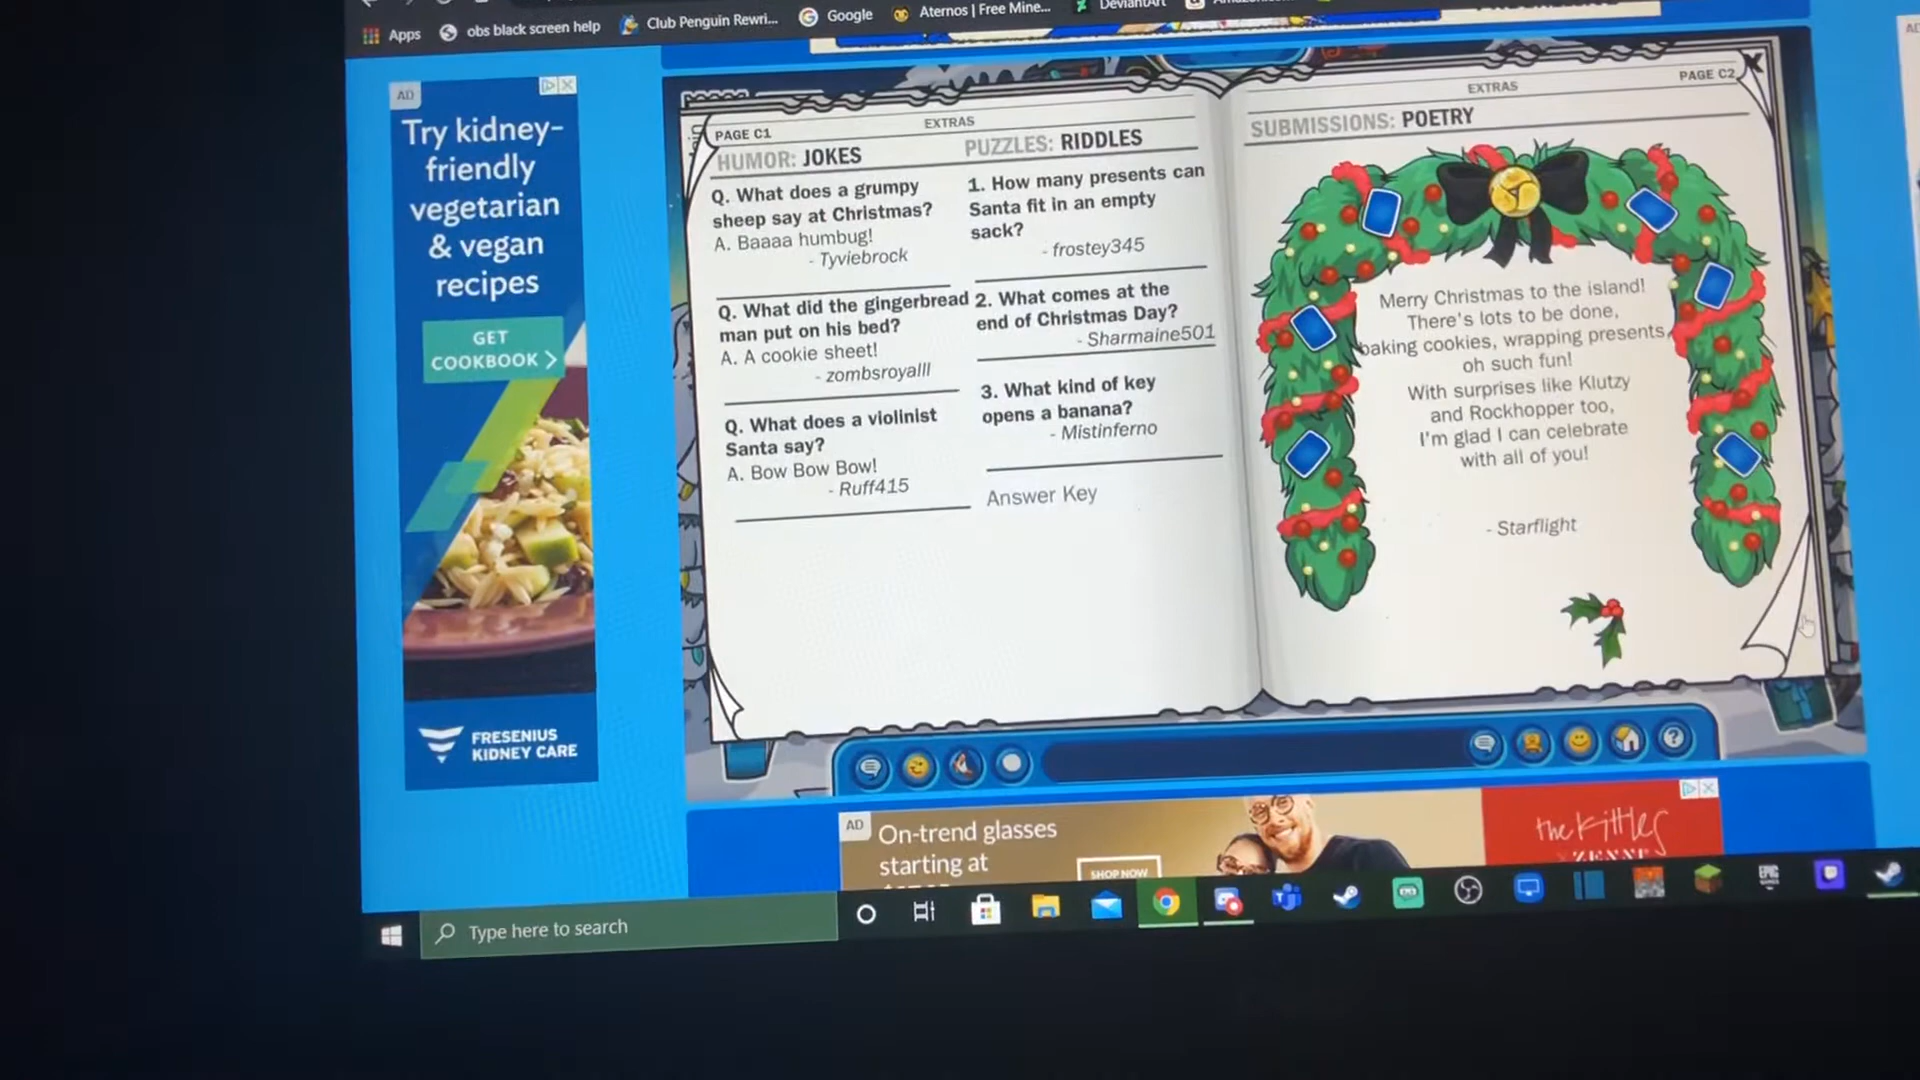 Apps
obs black screen help
Club Penguin Rewri...
Google
Aternos | Free Mine...
DeviantArt
AD
Try kidney-
friendly
vegetarian
& vegan
recipes
GET
COOKBOOK >
FRESENIUS
KIDNEY CARE
PAGE C1
EXTRAS
HUMOR: JOKES
Q. What does a grumpy
sheep say at Christmas?
A. Baaaa humbug!
- Tyviebrock
Q. What did the gingerbread
man put on his bed?
A. A cookie sheet!
- zombsroyalll
Q. What does a violinist
Santa say?
A. Bow Bow Bow!
- Ruff415
PUZZLES: RIDDLES
1. How many presents can
Santa fit in an empty
sack?
- frostey345
2. What comes at the
end of Christmas Day?
- Sharmaine501
3. What kind of key
opens a banana?
- Mistinferno
Answer Key
EXTRAS
PAGE C2
SUBMISSIONS: POETRY
Merry Christmas to the island!
There's lots to be done,
baking cookies, wrapping presents,
oh such fun!
With surprises like Klutzy
and Rockhopper too,
I'm glad I can celebrate
with all of you!
- Starflight
AD
On-trend glasses
starting at
SHOP NOW
the Kittles
X ZENNI
Type here to search
EPIC